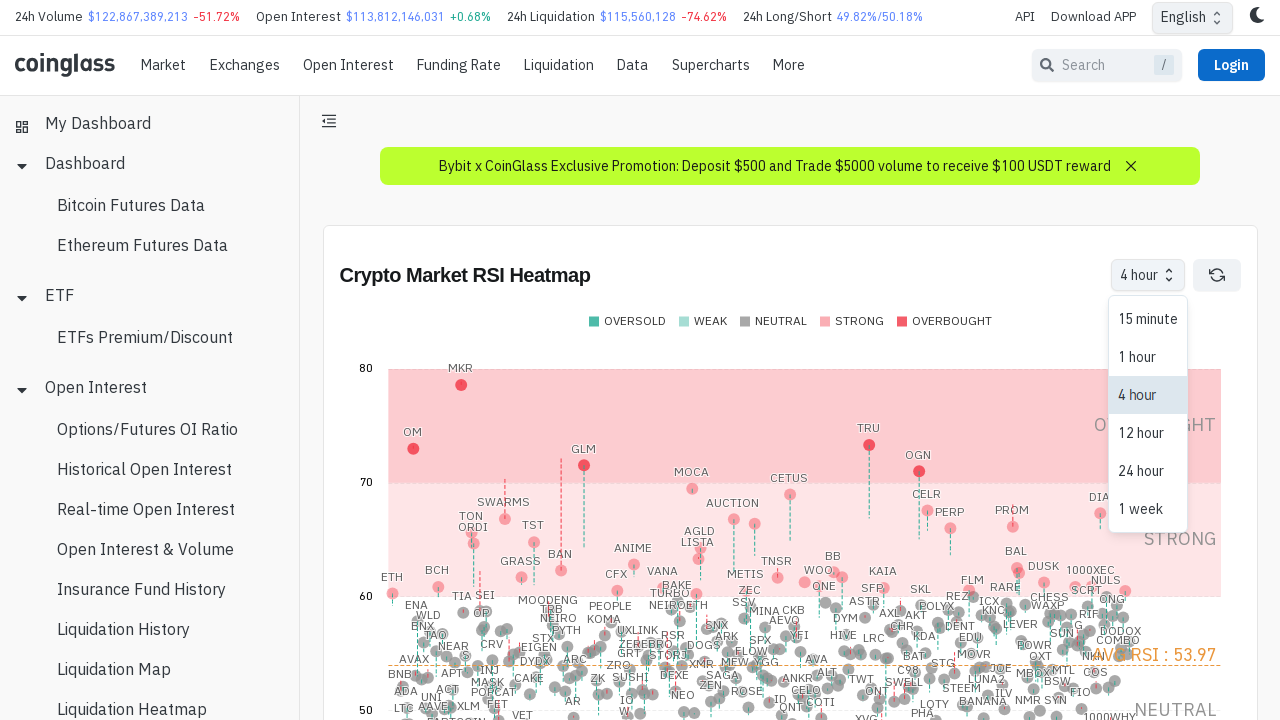 24h Volume $122,867,389,213 -51.72% Open Interest $113,812,146,031 +0.68% 24h Liquidation $115,560,128 -74.62% 24h Long/Short 49.82%/50.18% API Download APP English
coinglass Market Exchanges Open Interest Funding Rate Liquidation Data Supercharts More Search / Login
My Dashboard
Dashboard
Bitcoin Futures Data
Ethereum Futures Data
ETF
ETFs Premium/Discount
Open Interest
Options/Futures OI Ratio
Historical Open Interest
Real-time Open Interest
Open Interest & Volume
Insurance Fund History
Liquidation History
Liquidation Map
Liquidation Heatmap
Bybit x CoinGlass Exclusive Promotion: Deposit $500 and Trade $5000 volume to receive $100 USDT reward
Crypto Market RSI Heatmap
4 hour
15 minute
1 hour
4 hour
12 hour
24 hour
1 week
OVERSOLD WEAK NEUTRAL STRONG OVERBOUGHT
80
MKR
OM
TRU
GLM
OGN
70
MOCA
CETUS
SWARMS
AUCTION
CELR
DIA
TON
PERP
PROM
ORDI
TST
AGLD
LISTA
STRONG
GRASS
BAN
ANIME
BB
BAL
ETH
BCH
CFX
VANA
METIS
TNSR
WOO
KAIA
FLM
DUSK
1000XEC
60
TIA
SEI
MOODENG
BAKE
TURBO
ZEC
ONE
SFP
SKL
RARE
SCRT
NULS
ENA
WLD
TRB
NEIRO
PEOPLE
NEIROETH
SSV
MINA
CKB
ASTR
POLYX
REZ
ICX
CHESS
WAXP
ONG
BNX
TAO
PYTH
KOMA
UXLINK
SNX
AEVO
DYM
AXL
AKT
KNC
LEVER
RIF
NEAR
CRV
STX
EIGEN
ZEREBRO
RSR
ARK
SPX
YFI
HIVE
LRC
CHR
KDA
DENT
EDU
SUN
DODOX
COMBO
AVAX
DYDX
ARC
GRT
STORJ
DOGS
FLOW
AVA
BAT
STG
MOVR
POWR
OXT
AVG RSI : 53.97
BNB
APT
INJ
MASK
CAKE
ZRO
ZK
SUSHI
DEXE
XMR
MEW
YGG
SAGA
ANKR
ALT
TWT
C98
SWELL
JOE
LUNA2
MBOX
MTL
BSW
COS
ADA
ACT
POPCAT
ZEN
ROSE
CELO
ONT
STEEM
ILV
FIO
LTC
UNI
AAVE
XLM
FET
VET
AR
NEO
QNT
COTI
LOTY
BANANA
NMR
SYN
NEUTRAL
50
XVG
PHA
1000WHY